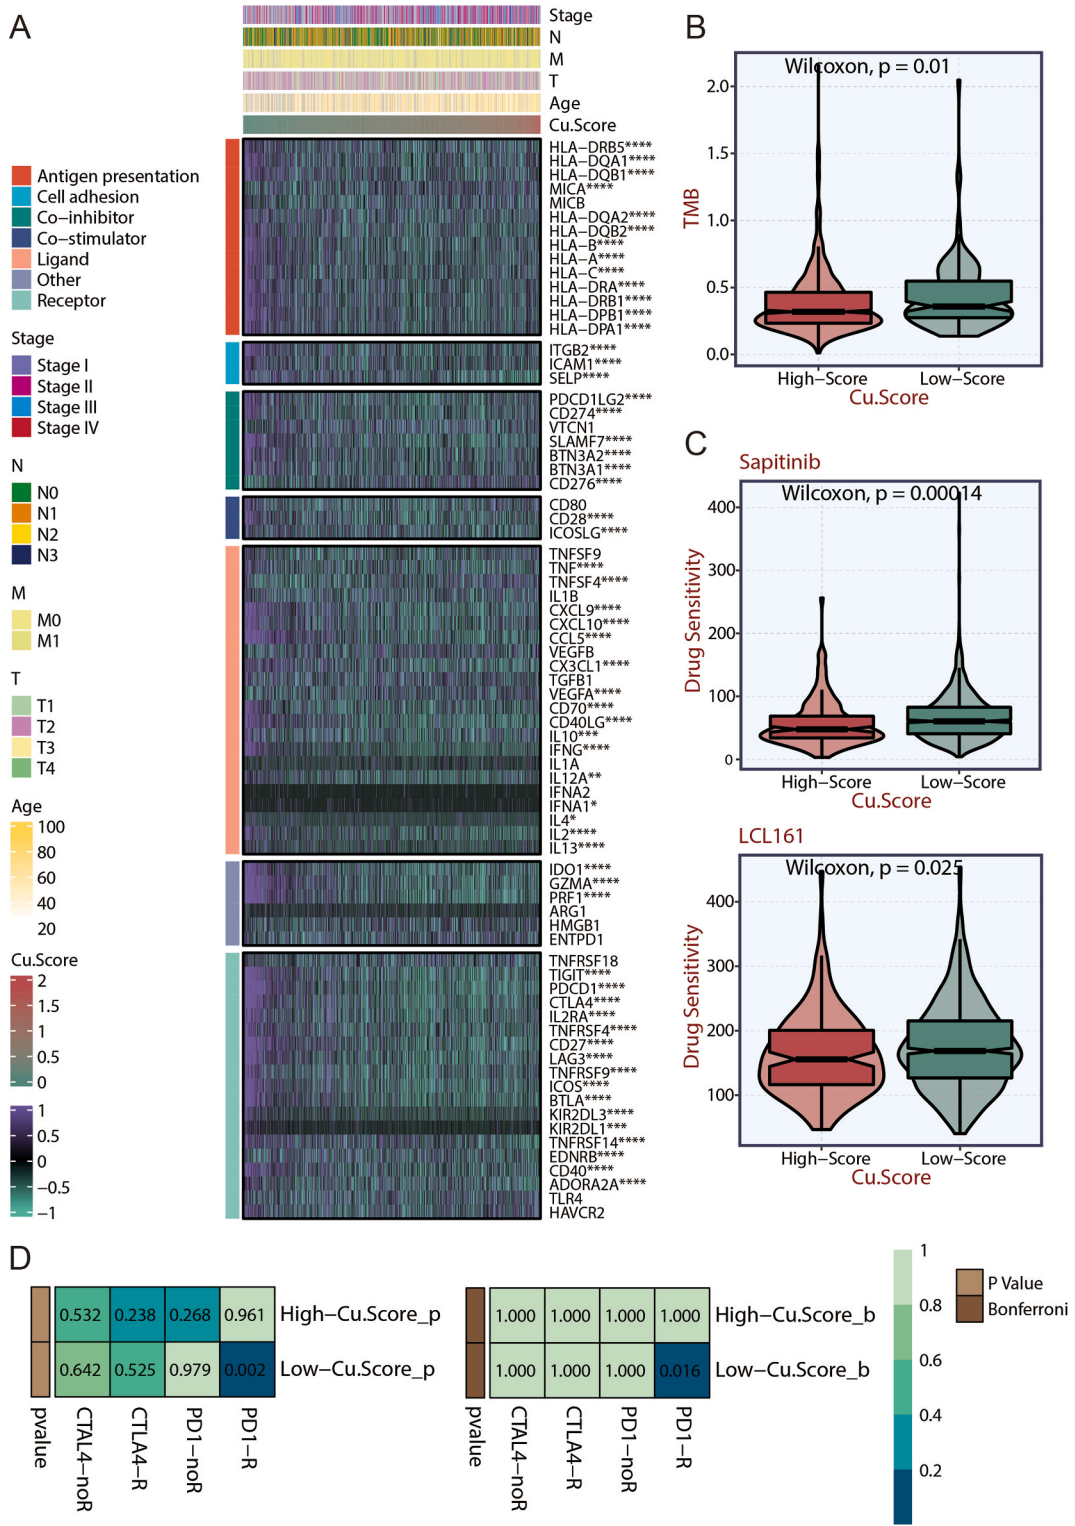 A
Stage
N
M
T
Age
Cu.Score
Antigen presentation
Cell adhesion
Co−inhibitor
Co−stimulator
Ligand
Other
Receptor
Stage
Stage I
Stage II
Stage III
Stage IV
N
N0
N1
N2
N3
M
M0
M1
T
T1
T2
T3
T4
Age
100
80
60
40
20
Cu.Score
2
1.5
1
0.5
0
1
0.5
0
−0.5
−1
HLA−DRB5****
HLA−DQA1****
HLA−DQB1****
MICA****
MICB
HLA−DQA2****
HLA−DQB2****
HLA−B****
HLA−A****
HLA−C****
HLA−DRA****
HLA−DRB1****
HLA−DPB1****
HLA−DPA1****
ITGB2****
ICAM1****
SELP****
PDCD1LG2****
CD274****
VTCN1
SLAMF7****
BTN3A2****
BTN3A1****
CD276****
CD80
CD28****
ICOSLG****
TNFSF9
TNF****
TNFSF4****
IL1B
CXCL9****
CXCL10****
CCL5****
VEGFB
CX3CL1****
TGFB1
VEGFA****
CD70****
CD40LG****
IL10***
IFNG****
IL1A
IL12A**
IFNA2
IFNA1*
IL4*
IL2****
IL13****
IDO1****
GZMA****
PRF1****
ARG1
HMGB1
ENTPD1
TNFRSF18
TIGIT****
PDCD1****
CTLA4****
IL2RA****
TNFRSF4****
CD27****
LAG3****
TNFRSF9****
ICOS****
BTLA****
KIR2DL3****
KIR2DL1***
TNFRSF14****
EDNRB****
CD40****
ADORA2A****
TLR4
HAVCR2
B
Wilcoxon, p = 0.01
TMB
2.0
1.5
1.0
0.5
0.0
High−Score Low−Score
Cu.Score
C
Sapitinib
Wilcoxon, p = 0.00014
Drug Sensitivity
400
300
200
100
0
High−Score Low−Score
Cu.Score
LCL161
Wilcoxon, p = 0.025
Drug Sensitivity
400
300
200
100
High−Score Low−Score
Cu.Score
D
0.532 0.238 0.268 0.961 High−Cu.Score_p
0.642 0.525 0.979 0.002 Low−Cu.Score_p
pvalue
CTAL4−noR
CTLA4−R
PD1−noR
PD1−R
1.000 1.000 1.000 1.000 High−Cu.Score_b
1.000 1.000 1.000 0.016 Low−Cu.Score_b
pvalue
CTAL4−noR
CTLA4−R
PD1−noR
PD1−R
1
0.8
0.6
0.4
0.2
P Value
Bonferroni